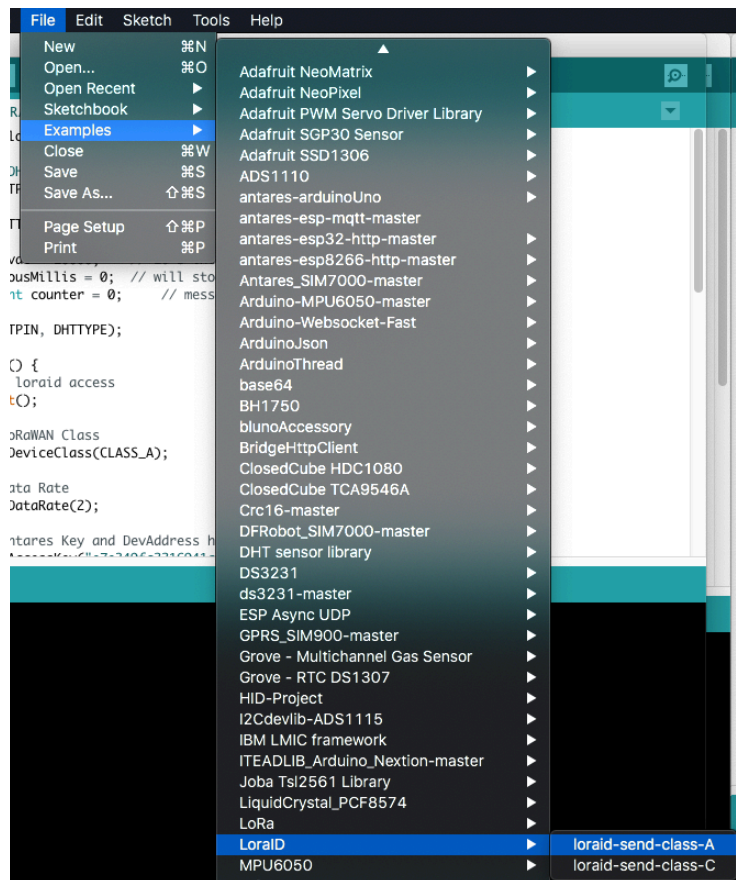 File Edit Sketch Tools Help
New ⌘N
Open... ⌘O
Open Recent ▶
Sketchbook ▶
Examples ▶
Close ⌘W
Save ⌘S
Save As... ⇧⌘S
Page Setup ⇧⌘P
Print ⌘P
▲
Adafruit NeoMatrix ▶
Adafruit NeoPixel ▶
Adafruit PWM Servo Driver Library ▶
Adafruit SGP30 Sensor ▶
Adafruit SSD1306 ▶
ADS1110 ▶
antares-arduinoUno ▶
antares-esp-mqtt-master
antares-esp32-http-master ▶
antares-esp8266-http-master ▶
Antares_SIM7000-master ▶
Arduino-MPU6050-master ▶
Arduino-Websocket-Fast ▶
ArduinoJson ▶
ArduinoThread ▶
base64 ▶
BH1750 ▶
blunoAccessory ▶
BridgeHttpClient ▶
ClosedCube HDC1080 ▶
ClosedCube TCA9546A ▶
Crc16-master ▶
DFRobot_SIM7000-master ▶
DHT sensor library ▶
DS3231 ▶
ds3231-master ▶
ESP Async UDP ▶
GPRS_SIM900-master ▶
Grove - Multichannel Gas Sensor ▶
Grove - RTC DS1307 ▶
HID-Project ▶
I2Cdevlib-ADS1115 ▶
IBM LMIC framework ▶
ITEADLIB_Arduino_Nextion-master ▶
Joba Tsl2561 Library ▶
LiquidCrystal_PCF8574 ▶
LoRa ▶
LoraID ▶
MPU6050 ▶
loraid-send-class-A
loraid-send-class-C
ousMillis = 0; // will sto
nt counter = 0; // mess
TPIN, DHTTYPE);
() {
loraid access
t();
oRaWAN Class
DeviceClass(CLASS_A);
ata Rate
DataRate(2);
ntares Key and DevAddress h